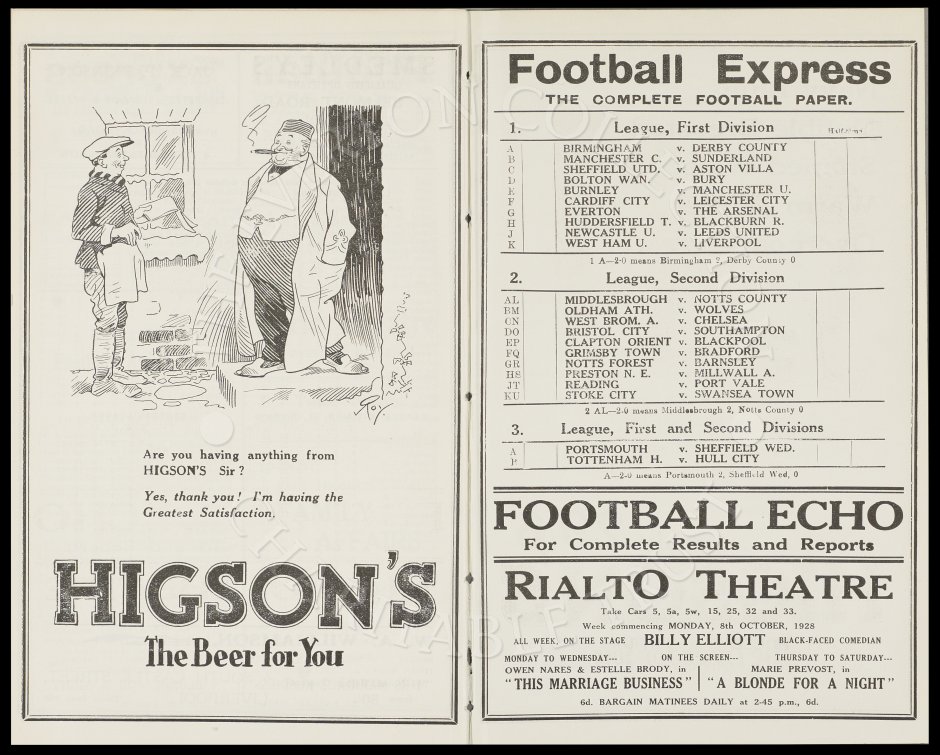 Roy.
Are you having anything from
HIGSON'S Sir?
Yes, thank you! I'm having the
Greatest Satisfaction.
HIGSON'S
The Beer for You
Football Express
THE COMPLETE FOOTBALL PAPER.
1. League, First Division Half-time
A BIRMINGHAM v. DERBY COUNTY
B MANCHESTER C. v. SUNDERLAND
C SHEFFIELD UTD. v. ASTON VILLA
D BOLTON WAN. v. BURY
E BURNLEY v. MANCHESTER U.
F CARDIFF CITY v. LEICESTER CITY
G EVERTON v. THE ARSENAL
H HUDDERSFIELD T. v. BLACKBURN R.
J NEWCASTLE U. v. LEEDS UNITED
K WEST HAM U. v. LIVERPOOL
1 A—2-0 means Birmingham 2, Derby County 0
2. League, Second Division
AL MIDDLESBROUGH v. NOTTS COUNTY
BM OLDHAM ATH. v. WOLVES
CN WEST BROM. A. v. CHELSEA
DO BRISTOL CITY v. SOUTHAMPTON
EP CLAPTON ORIENT v. BLACKPOOL
FQ GRIMSBY TOWN v. BRADFORD
GR NOTTS FOREST v. BARNSLEY
HS PRESTON N. E. v. MILLWALL A.
JT READING v. PORT VALE
KU STOKE CITY v. SWANSEA TOWN
2 AL—2-0 means Middlesbrough 2, Notts County 0
3. League, First and Second Divisions
A PORTSMOUTH v. SHEFFIELD WED.
P TOTTENHAM H. v. HULL CITY
A—2-0 means Portsmouth 2, Sheffield Wed, 0
FOOTBALL ECHO
For Complete Results and Reports
RIALTO THEATRE
Take Cars 5, 5a, 5w, 15, 25, 32 and 33.
Week commencing MONDAY, 8th OCTOBER, 1928
ALL WEEK, ON THE STAGE BILLY ELLIOTT BLACK-FACED COMEDIAN
MONDAY TO WEDNESDAY--- ON THE SCREEN--- THURSDAY TO SATURDAY---
OWEN NARES & ESTELLE BRODY, in MARIE PREVOST, in
"THIS MARRIAGE BUSINESS" "A BLONDE FOR A NIGHT"
6d. BARGAIN MATINEES DAILY at 2-45 p.m., 6d.